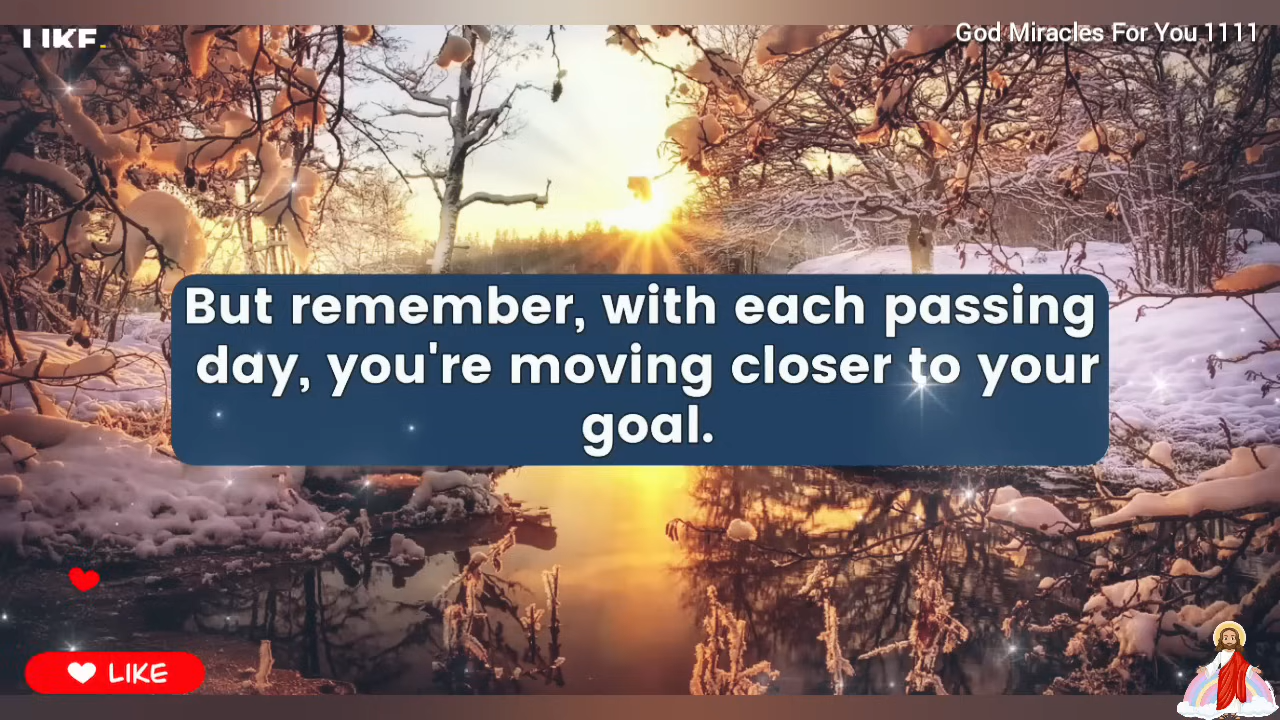 God Miracles For You 1111
But remember, with each passing
day, you're moving closer to your
goal.
LIKE